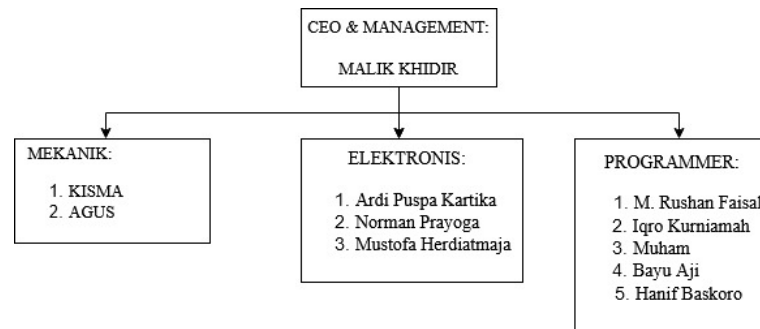 CEO & MANAGEMENT:
MALIK KHIDIR
MEKANIK:
1. KISMA
2. AGUS
ELEKTRONIS:
1. Ardi Puspa Kartika
2. Norman Prayoga
3. Mustofa Herdiatmaja
PROGRAMMER:
1. M. Rushan Faisal
2. Iqro Kurniamah
3. Muham
4. Bayu Aji
5. Hanif Baskoro